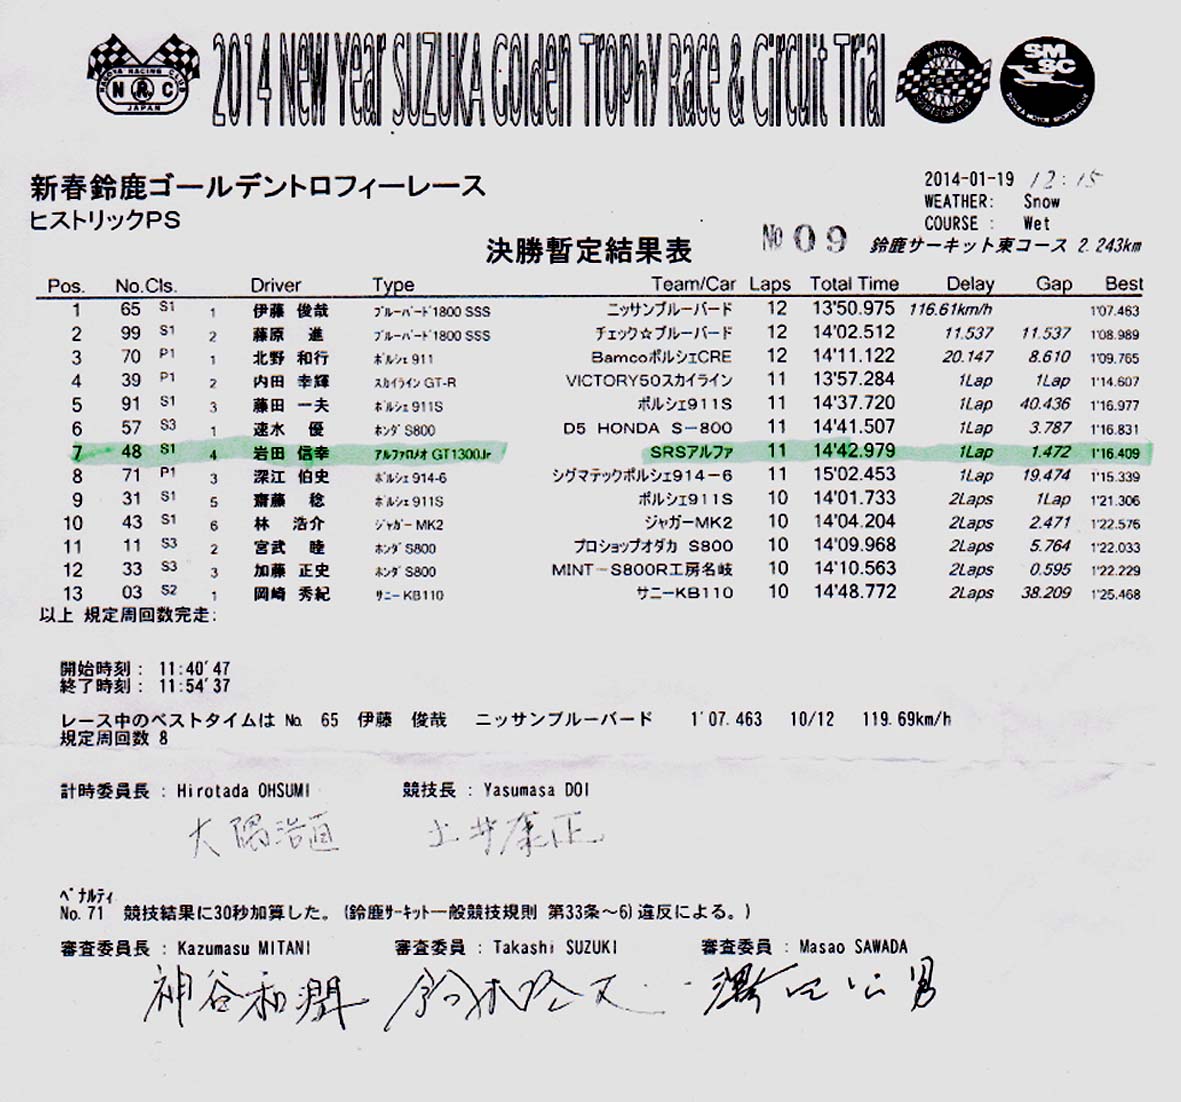 2014 New Year SUZUKA Golden Trophy Race & Circuit Trial
NAGOYA RACING CLUB
NRC
JAPAN
KANSAI
SMSC
SUZUKA MOTOR SPORTS CLUB
新春鈴鹿ゴールデントロフィーレース
ヒストリックPS
2014-01-19 12:15
WEATHER: Snow
COURSE : Wet
決勝暫定結果表
No 09
鈴鹿サーキット東コース 2.243km
Pos. No. Cls. Driver Type Team/Car Laps Total Time Delay Gap Best
1 65 S1 1 伊藤 俊哉 ブルーバード1800 SSS ニッサンブルーバード 12 13'50.975 116.61km/h 1'07.463
2 99 S1 2 藤原 進 ブルーバード1800 SSS チェック☆ブルーバード 12 14'02.512 11.537 11.537 1'08.989
3 70 P1 1 北野 和行 ポルシェ 911 BamcoポルシェCRE 12 14'11.122 20.147 8.610 1'09.765
4 39 P1 2 内田 幸輝 スカイライン GT-R VICTORY50スカイライン 11 13'57.284 1Lap 1Lap 1'14.607
5 91 S1 3 藤田 一夫 ポルシェ911S ポルシェ911S 11 14'37.720 1Lap 40.436 1'16.977
6 57 S3 1 速水 優 ホンダ S800 D5 HONDA S-800 11 14'41.507 1Lap 3.787 1'16.831
7 48 S1 4 岩田 信幸 アルファロメオ GT1300Jr SRSアルファ 11 14'42.979 1Lap 1.472 1'16.409
8 71 P1 3 深江 伯史 ポルシェ 914-6 シグマテックポルシェ914-6 11 15'02.453 1Lap 19.474 1'15.339
9 31 S1 5 齋藤 稔 ポルシェ911S ポルシェ911S 10 14'01.733 2Laps 1Lap 1'21.306
10 43 S1 6 林 浩介 ジャガー MK2 ジャガーMK2 10 14'04.204 2Laps 2.471 1'22.576
11 11 S3 2 宮武 睦 ホンダ S800 プロショップオダカ S800 10 14'09.968 2Laps 5.764 1'22.033
12 33 S3 3 加藤 正史 ホンダ S800 MINT-S800R工房名岐 10 14'10.563 2Laps 0.595 1'22.229
13 03 S2 1 岡崎 秀紀 サニー KB110 サニーKB110 10 14'48.772 2Laps 38.209 1'25.468
以上 規定周回数完走:
開始時刻 : 11:40'47
終了時刻 : 11:54'37
レース中のベストタイムは No. 65 伊藤 俊哉 ニッサンブルーバード 1'07.463 10/12 119.69km/h
規定周回数 8
計時委員長 : Hirotada OHSUMI 競技長 : Yasumasa DOI
大隅浩直 土井康正
ペナルティ
No. 71 競技結果に30秒加算した。(鈴鹿サーキット一般競技規則 第33条～6)違反による。)
審査委員長 : Kazumasu MITANI 審査委員 : Takashi SUZUKI 審査委員 : Masao SAWADA